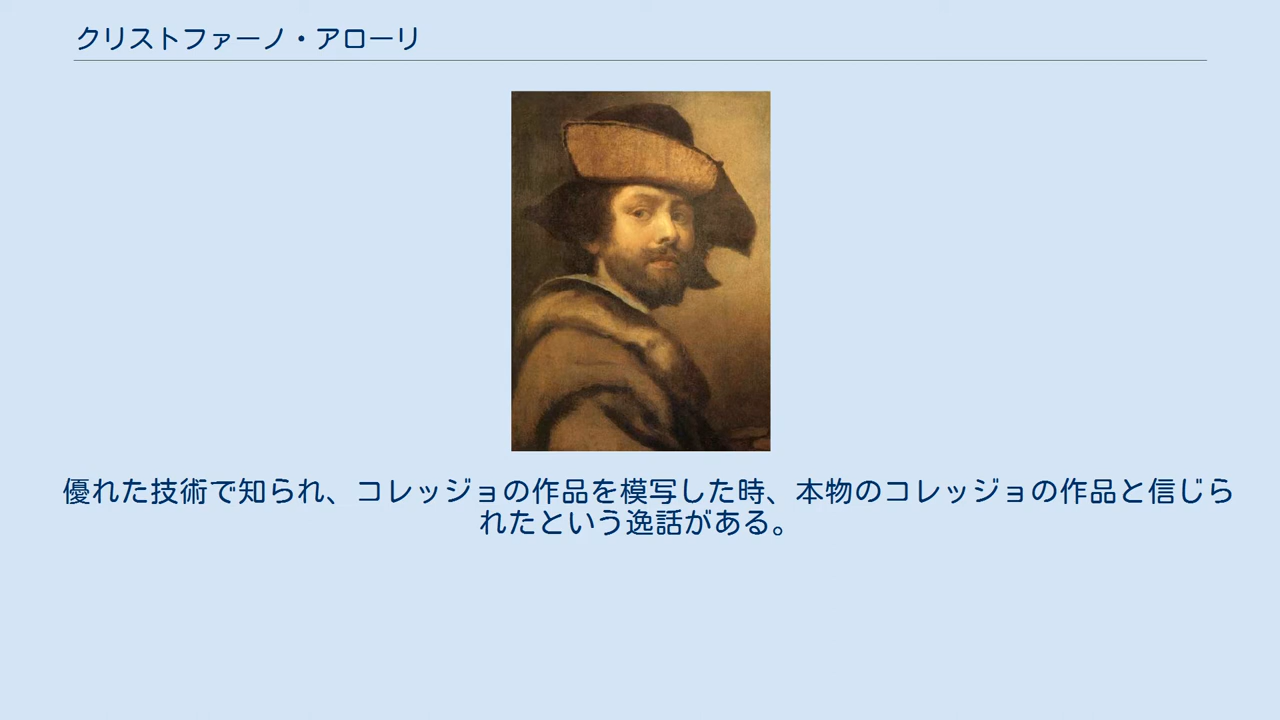 クリストファーノ・アローリ
優れた技術で知られ、コレッジョの作品を模写した時、本物のコレッジョの作品と信じら
れたという逸話がある。